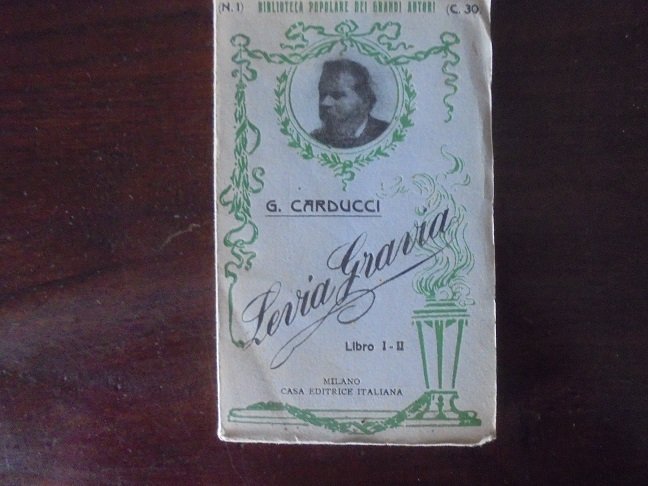 (N. 1) BIBLIOTECA POPOLARE DEI GRANDI AUTORI (C. 30
G. CARDUCCI
Levia Gravia
Libro I-II
MILANO
CASA EDITRICE ITALIANA